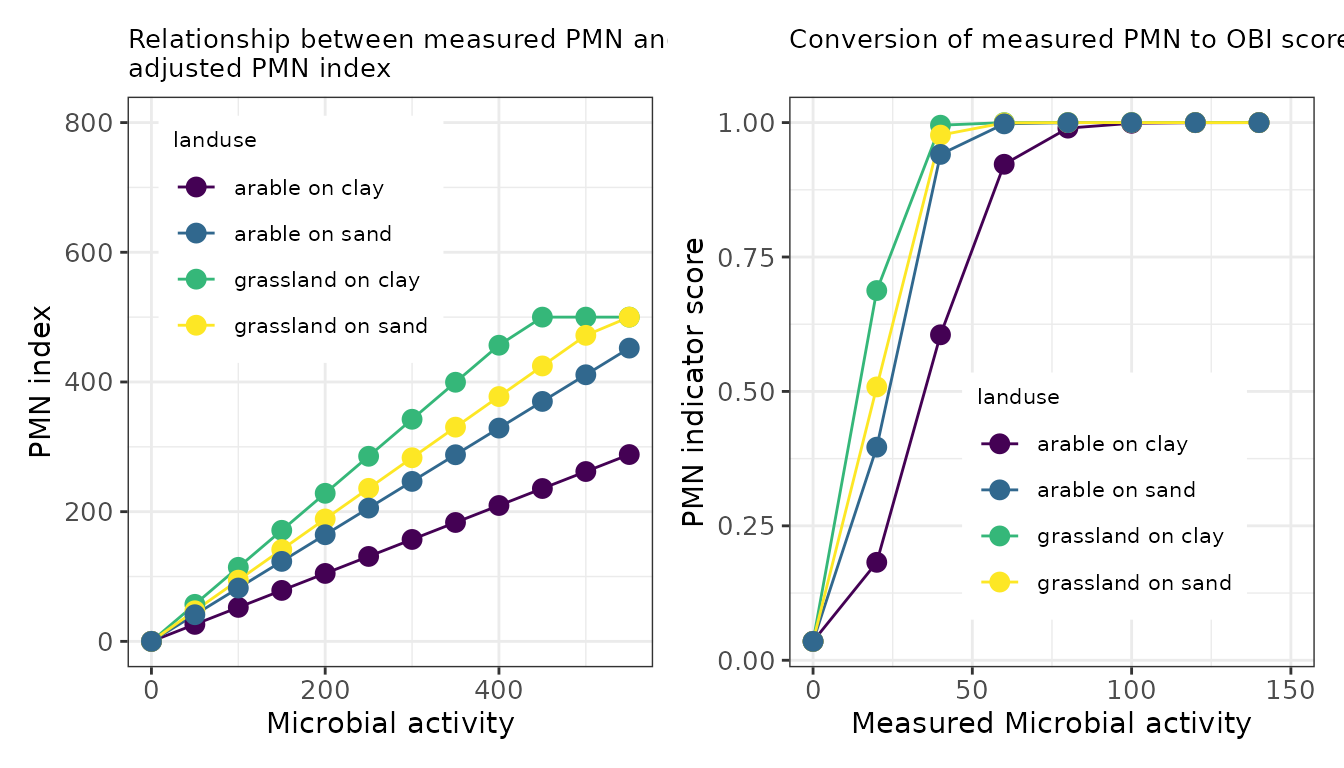 Relationship between measured PMN an
adjusted PMN index
800
600
400
200
0
PMN index
landuse
arable on clay
arable on sand
grassland on clay
grassland on sand
0 200 400
Microbial activity
Conversion of measured PMN to OBI score
1.00
0.75
0.50
0.25
0.00
PMN indicator score
landuse
arable on clay
arable on sand
grassland on clay
grassland on sand
0 50 100 150
Measured Microbial activity